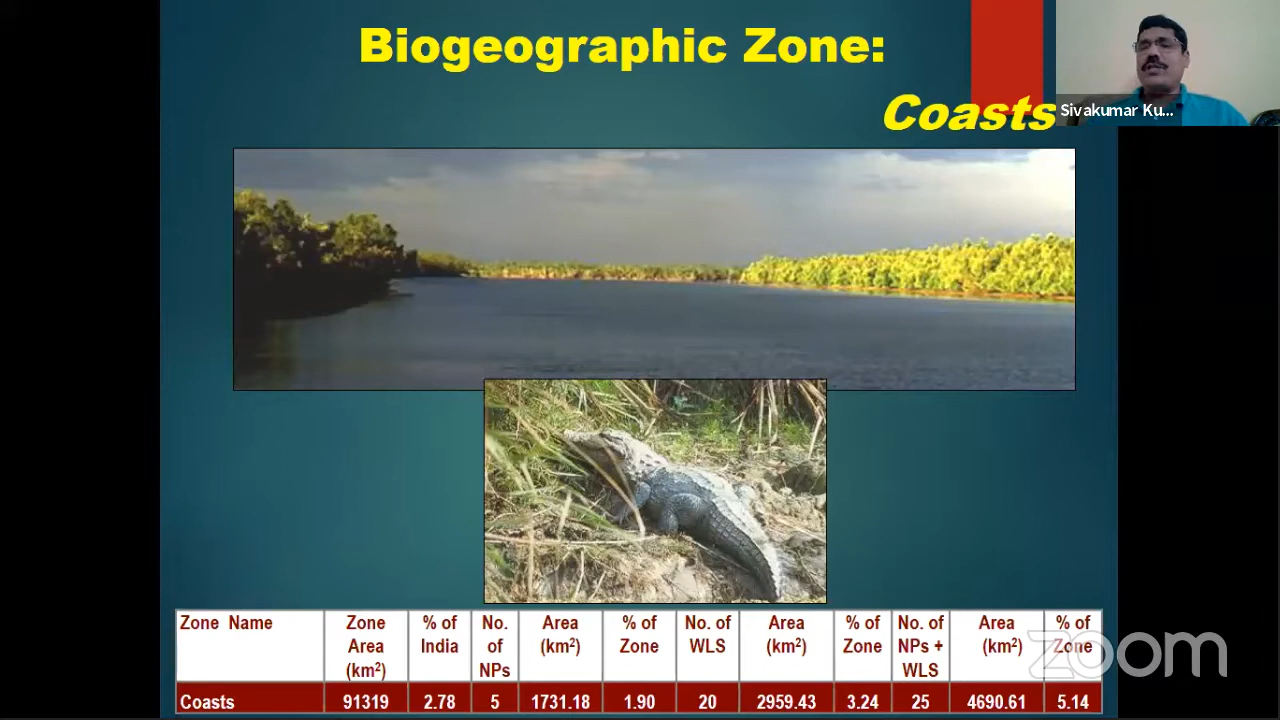 Biogeographic Zone:
Coasts
Sivakumar Ku...
Zone Name Zone Area (km²) % of India No. of NPs Area (km²) % of Zone No. of WLS Area (km²) % of Zone No. of NPs + WLS Area (km²) % of Zone
Coasts 91319 2.78 5 1731.18 1.90 20 2959.43 3.24 25 4690.61 5.14
zoom